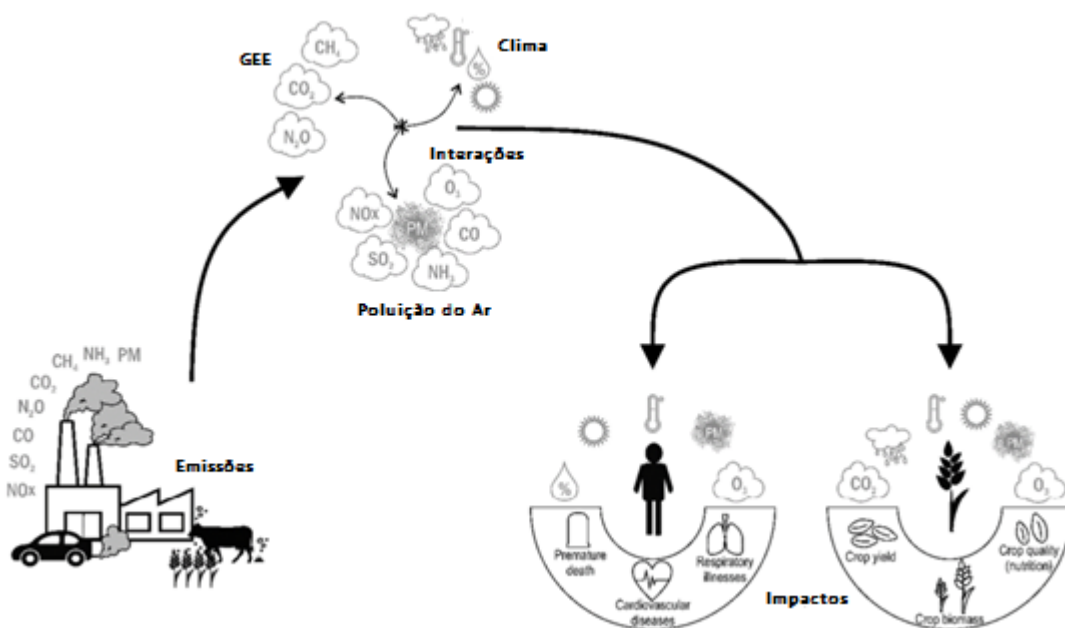 GEE
CH₄
CO₂
N₂O
%
Clima
Interações
O₃
NOx
PM
CO
SO₂
NH₃
Poluição do Ar
CH₄ NH₃ PM
CO₂
N₂O
CO
SO₂
NOx
Emissões
PM
%
O₃
Premature
death
Respiratory
illnesses
Cardiovascular
diseases
Impactos
PM
CO₂
O₃
Crop yield
Crop quality
(nutrition)
Crop biomass